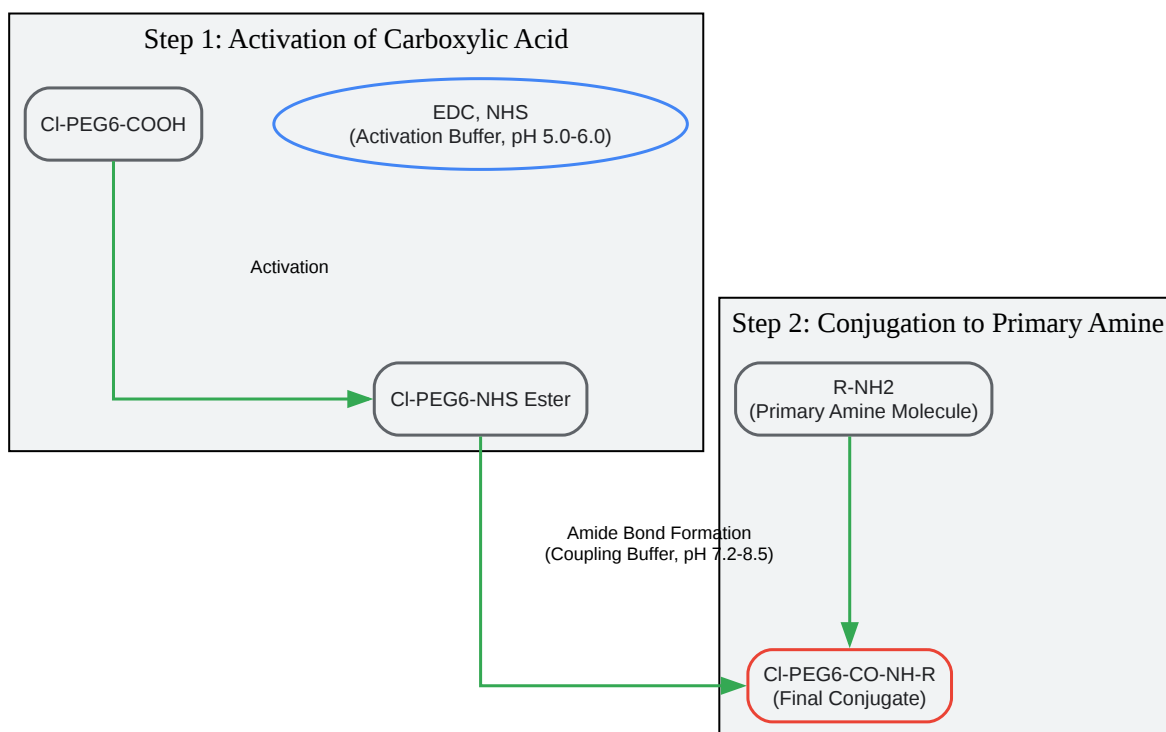 Step 1: Activation of Carboxylic Acid
Cl-PEG6-COOH
EDC, NHS
(Activation Buffer, pH 5.0-6.0)
Activation
Cl-PEG6-NHS Ester
Step 2: Conjugation to Primary Amine
R-NH2
(Primary Amine Molecule)
Amide Bond Formation
(Coupling Buffer, pH 7.2-8.5)
Cl-PEG6-CO-NH-R
(Final Conjugate)